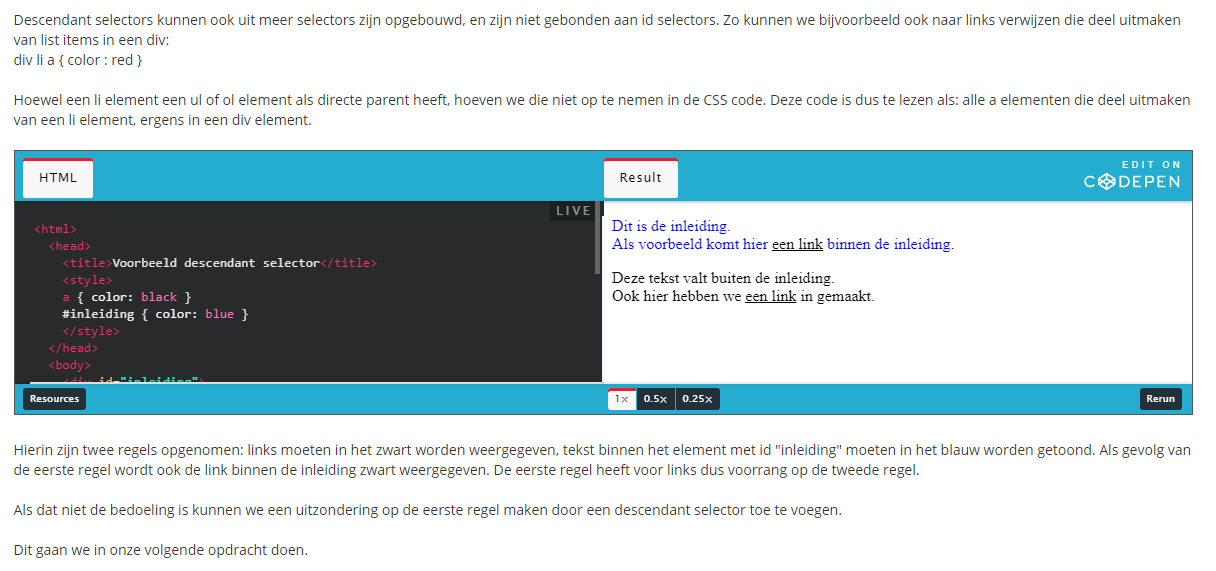 Descendant selectors kunnen ook uit meer selectors zijn opgebouwd, en zijn niet gebonden aan id selectors. Zo kunnen we bijvoorbeeld ook naar links verwijzen die deel uitmaken
van list items in een div:
div li a { color : red }
Hoewel een li element een ul of ol element als directe parent heeft, hoeven we die niet op te nemen in de CSS code. Deze code is dus te lezen als: alle a elementen die deel uitmaken
van een li element, ergens in een div element.
HTML
Result
EDIT ON
CODEPEN
LIVE
<html>
<head>
<title>Voorbeeld descendant selector</title>
<style>
a { color: black }
#inleiding { color: blue }
</style>
</head>
<body>
<div id="inleiding">
Dit is de inleiding.
Als voorbeeld komt hier een link binnen de inleiding.
Deze tekst valt buiten de inleiding.
Ook hier hebben we een link in gemaakt.
Resources
1x
0.5x
0.25x
Rerun
Hierin zijn twee regels opgenomen: links moeten in het zwart worden weergegeven, tekst binnen het element met id "inleiding" moeten in het blauw worden getoond. Als gevolg van
de eerste regel wordt ook de link binnen de inleiding zwart weergegeven. De eerste regel heeft voor links dus voorrang op de tweede regel.
Als dat niet de bedoeling is kunnen we een uitzondering op de eerste regel maken door een descendant selector toe te voegen.
Dit gaan we in onze volgende opdracht doen.